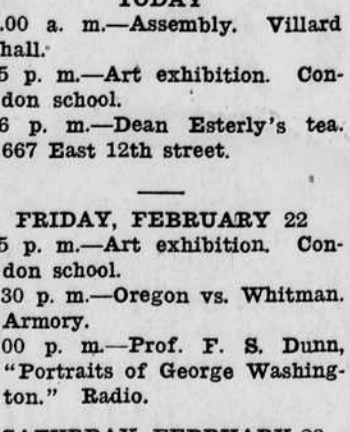 TODAY
.00 a. m.—Assembly. Villard
hall.
5 p. m.—Art exhibition. Con-
don school.
6 p. m.—Dean Esterly's tea.
667 East 12th street.
FRIDAY, FEBRUARY 22
5 p. m.—Art exhibition. Con-
don school.
30 p. m.—Oregon vs. Whitman.
Armory.
00 p. m.—Prof. F. S. Dunn,
"Portraits of George Washing-
ton." Radio.